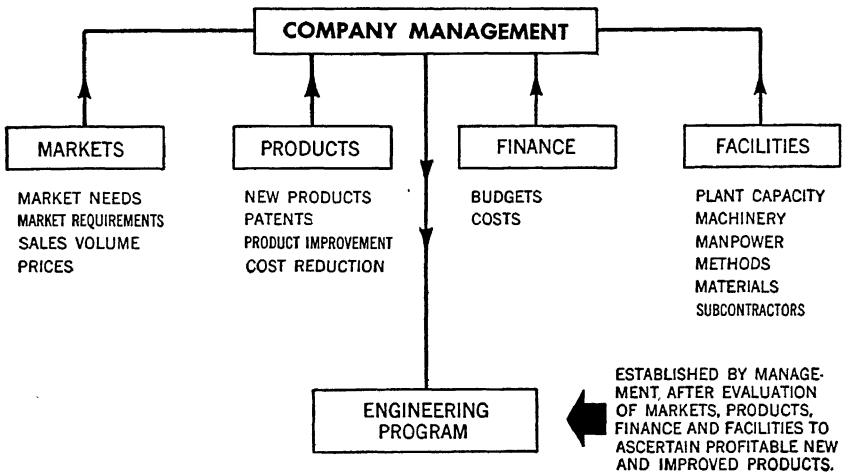 COMPANY MANAGEMENT
MARKETS
MARKET NEEDS
MARKET REQUIREMENTS
SALES VOLUME
PRICES
PRODUCTS
NEW PRODUCTS
PATENTS
PRODUCT IMPROVEMENT
COST REDUCTION
FINANCE
BUDGETS
COSTS
FACILITIES
PLANT CAPACITY
MACHINERY
MANPOWER
METHODS
MATERIALS
SUBCONTRACTORS
ENGINEERING
PROGRAM
ESTABLISHED BY MANAGE-
MENT, AFTER EVALUATION
OF MARKETS, PRODUCTS,
FINANCE AND FACILITIES TO
ASCERTAIN PROFITABLE NEW
AND IMPROVED PRODUCTS.